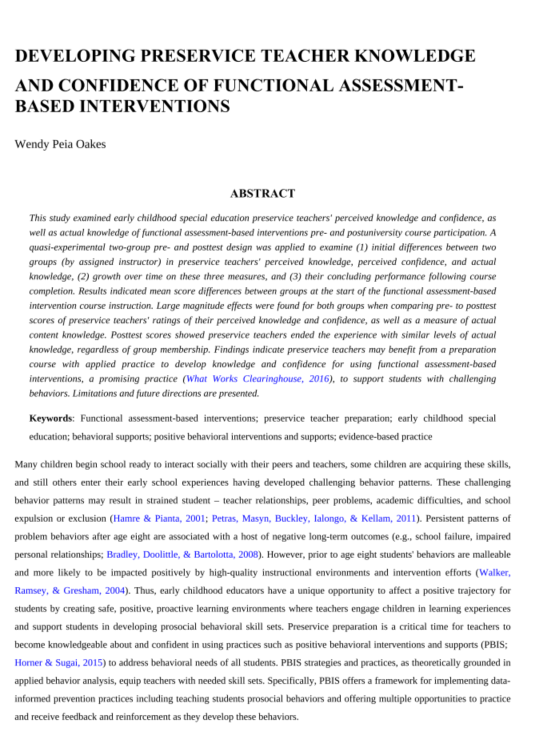 DEVELOPING PRESERVICE TEACHER KNOWLEDGE
AND CONFIDENCE OF FUNCTIONAL ASSESSMENT-
BASED INTERVENTIONS
Wendy Peia Oakes
ABSTRACT
This study examined early childhood special education preservice teachers' perceived knowledge and confidence, as
well as actual knowledge of functional assessment-based interventions pre- and postuniversity course participation. A
quasi-experimental two-group pre- and posttest design was applied to examine (1) initial differences between two
groups (by assigned instructor) in preservice teachers' perceived knowledge, perceived confidence, and actual
knowledge, (2) growth over time on these three measures, and (3) their concluding performance following course
completion. Results indicated mean score differences between groups at the start of the functional assessment-based
intervention course instruction. Large magnitude effects were found for both groups when comparing pre- to posttest
scores of preservice teachers' ratings of their perceived knowledge and confidence, as well as a measure of actual
content knowledge. Posttest scores showed preservice teachers ended the experience with similar levels of actual
knowledge, regardless of group membership. Findings indicate preservice teachers may benefit from a preparation
course with applied practice to develop knowledge and confidence for using functional assessment-based
interventions, a promising practice (What Works Clearinghouse, 2016), to support students with challenging
behaviors. Limitations and future directions are presented.
Keywords: Functional assessment-based interventions; preservice teacher preparation; early childhood special
education; behavioral supports; positive behavioral interventions and supports; evidence-based practice
Many children begin school ready to interact socially with their peers and teachers, some children are acquiring these skills,
and still others enter their early school experiences having developed challenging behavior patterns. These challenging
behavior patterns may result in strained student – teacher relationships, peer problems, academic difficulties, and school
expulsion or exclusion (Hamre & Pianta, 2001; Petras, Masyn, Buckley, Ialongo, & Kellam, 2011). Persistent patterns of
problem behaviors after age eight are associated with a host of negative long-term outcomes (e.g., school failure, impaired
personal relationships; Bradley, Doolittle, & Bartolotta, 2008). However, prior to age eight students' behaviors are malleable
and more likely to be impacted positively by high-quality instructional environments and intervention efforts (Walker,
Ramsey, & Gresham, 2004). Thus, early childhood educators have a unique opportunity to affect a positive trajectory for
students by creating safe, positive, proactive learning environments where teachers engage children in learning experiences
and support students in developing prosocial behavioral skill sets. Preservice preparation is a critical time for teachers to
become knowledgeable about and confident in using practices such as positive behavioral interventions and supports (PBIS;
Horner & Sugai, 2015) to address behavioral needs of all students. PBIS strategies and practices, as theoretically grounded in
applied behavior analysis, equip teachers with needed skill sets. Specifically, PBIS offers a framework for implementing data-
informed prevention practices including teaching students prosocial behaviors and offering multiple opportunities to practice
and receive feedback and reinforcement as they develop these behaviors.